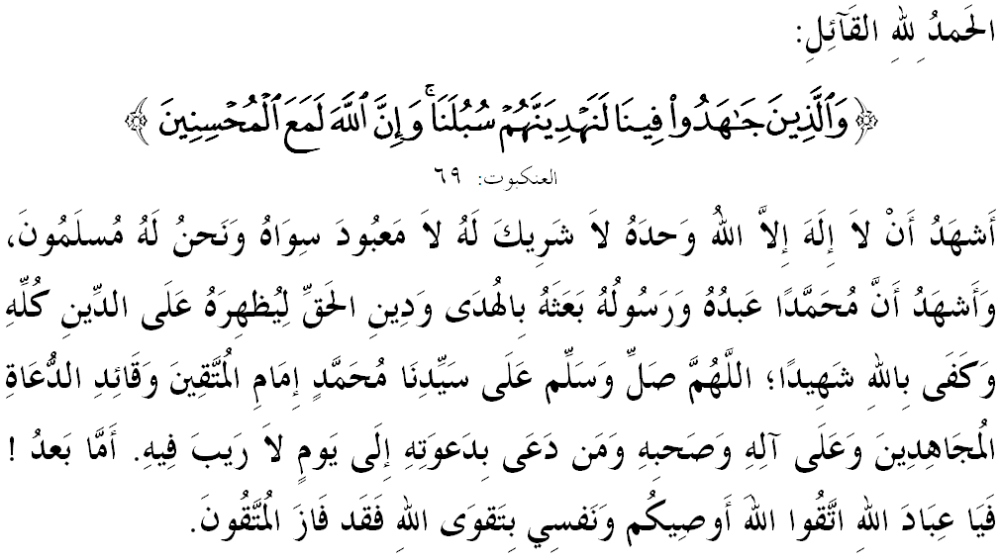 الحَمدُ لِلهِ القَآئِلِ:
﴿ وَٱلَّذِينَ جَـٰهَدُوا۟ فِينَا لَنَهْدِيَنَّهُمْ سُبُلَنَا ۚ وَإِنَّ ٱللَّهَ لَمَعَ ٱلْمُحْسِنِينَ ﴾
العنكبوت: ٦٩
أَشهَدُ أَنْ لاَ إِلَهَ إِلاَّ اللهُ وَحدَهُ لاَ شَرِيكَ لَهُ لاَ مَعبُودَ سِوَاهُ وَنَحنُ لَهُ مُسلَمُونَ،
وَأَشهَدُ أَنَّ مُحَمَّدًا عَبدُهُ وَرَسُولُهُ بَعَثَهُ بِالهُدَى وَدِينِ الحَقِّ لِيُظهِرَهُ عَلَى الدِّينِ كُلِّهِ
وَكَفَى بِاللهِ شَهِيدًا؛ اللَّهُمَّ صَلِّ وَسَلِّم عَلَى سَيِّدِنَا مُحَمَّدٍ إِمَامِ المُتَّقِينَ وَقَائِدِ الدُّعَاةِ
المُجَاهِدِينَ وَعَلَى آلِهِ وَصَحبِهِ وَمَن دَعَى بِدَعوَتِهِ إِلَى يَومٍ لاَ رَيبَ فِيهِ. أَمَّا بَعدُ !
فَيَا عِبَادَ اللهِ اتَّقُوا اللهَ أَوصِيكُم وَنَفسِي بِتَقوَى اللهِ فَقَد فَازَ المُتَّقُونَ.